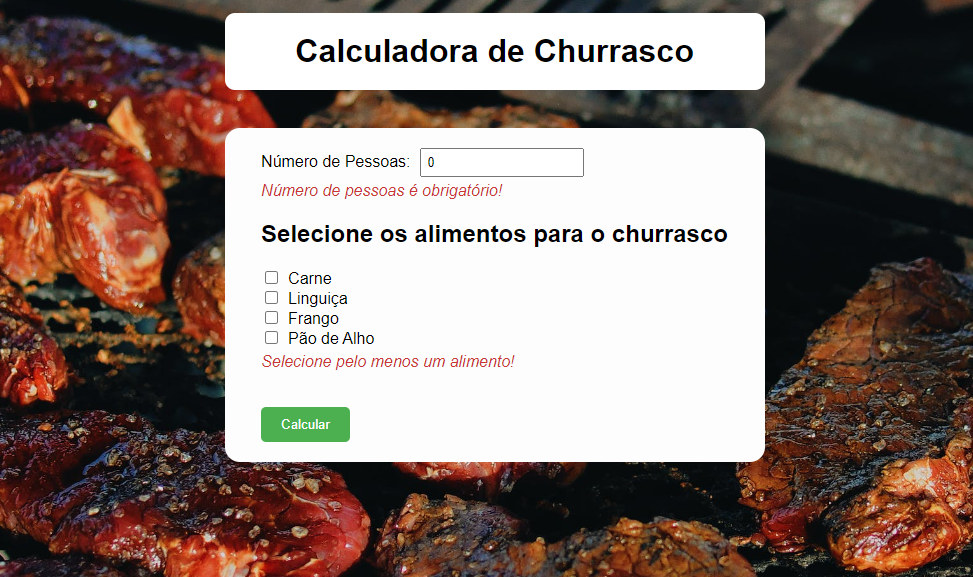 Calculadora de Churrasco
Número de Pessoas: 0
Número de pessoas é obrigatório!
Selecione os alimentos para o churrasco
Carne
Linguiça
Frango
Pão de Alho
Selecione pelo menos um alimento!
Calcular